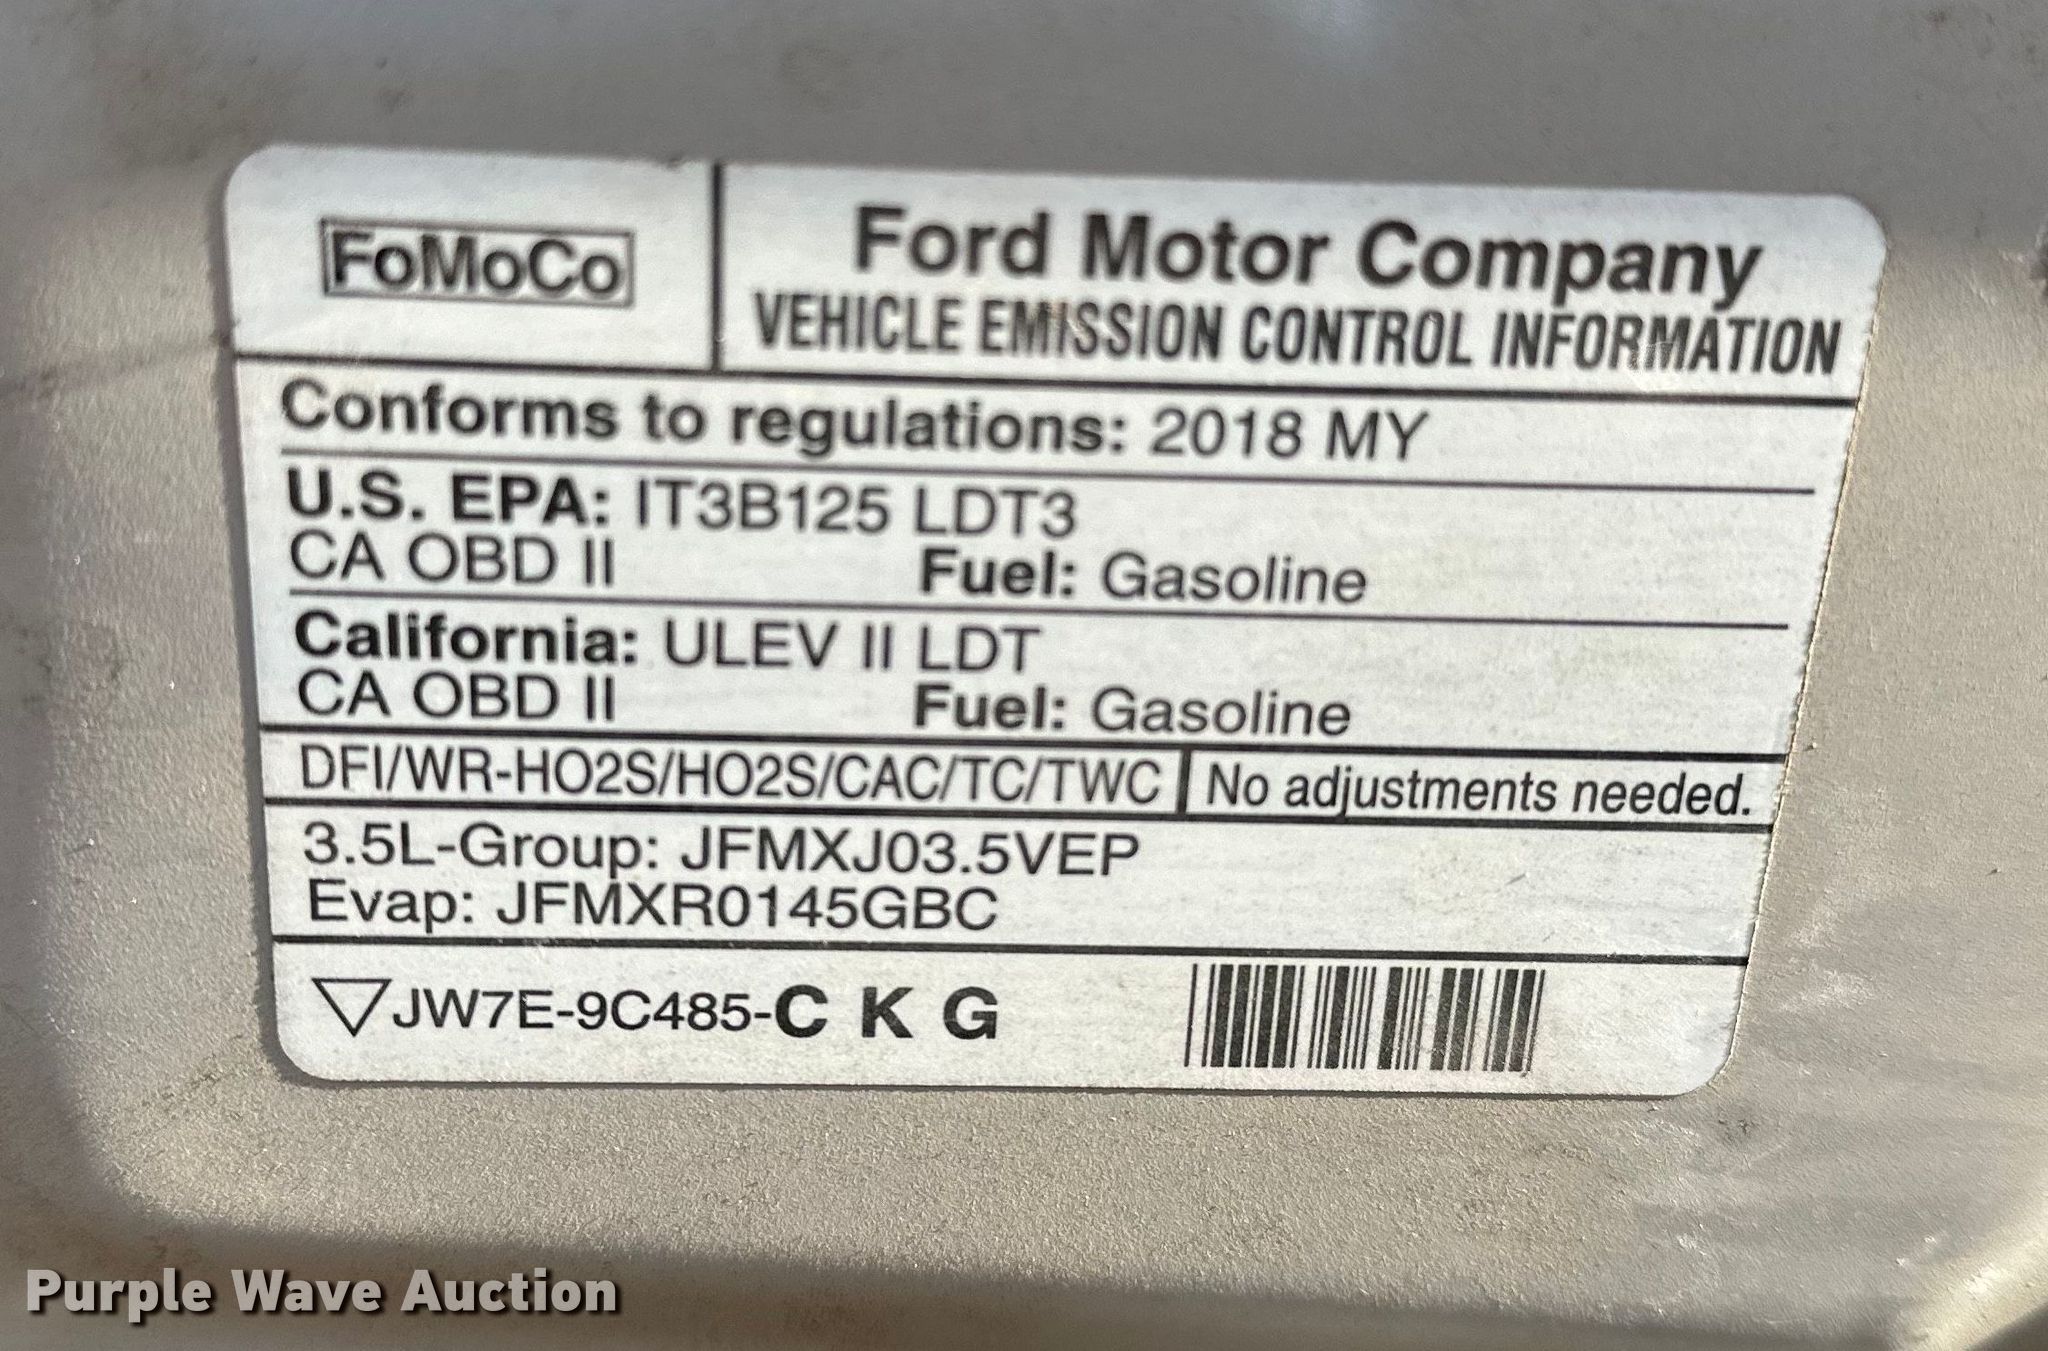 FoMoCo
Ford Motor Company
VEHICLE EMISSION CONTROL INFORMATION
Conforms to regulations: 2018 MY
U.S. EPA: IT3B125 LDT3
CA OBD II Fuel: Gasoline
California: ULEV II LDT
CA OBD II Fuel: Gasoline
DFI/WR-HO2S/HO2S/CAC/TC/TWC No adjustments needed.
3.5L-Group: JFMXJ03.5VEP
Evap: JFMXR0145GBC
JW7E-9C485-C K G
Purple Wave Auction